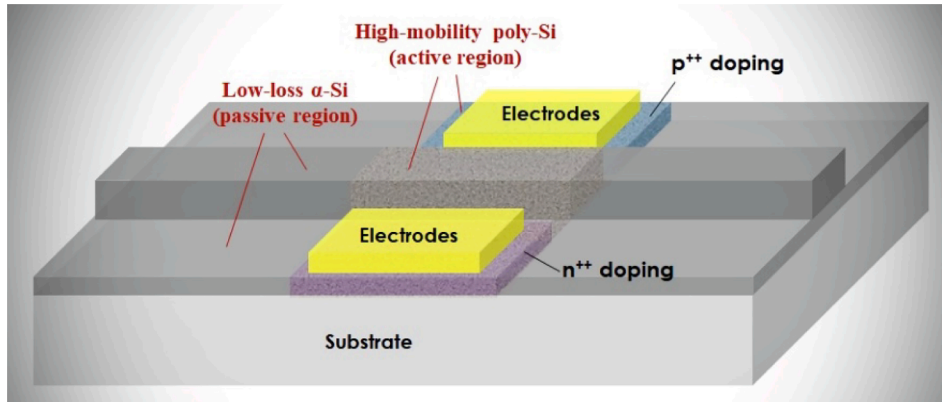 High-mobility poly-Si
(active region)
p⁺⁺ doping
Low-loss α-Si
(passive region)
Electrodes
Electrodes
n⁺⁺ doping
Substrate